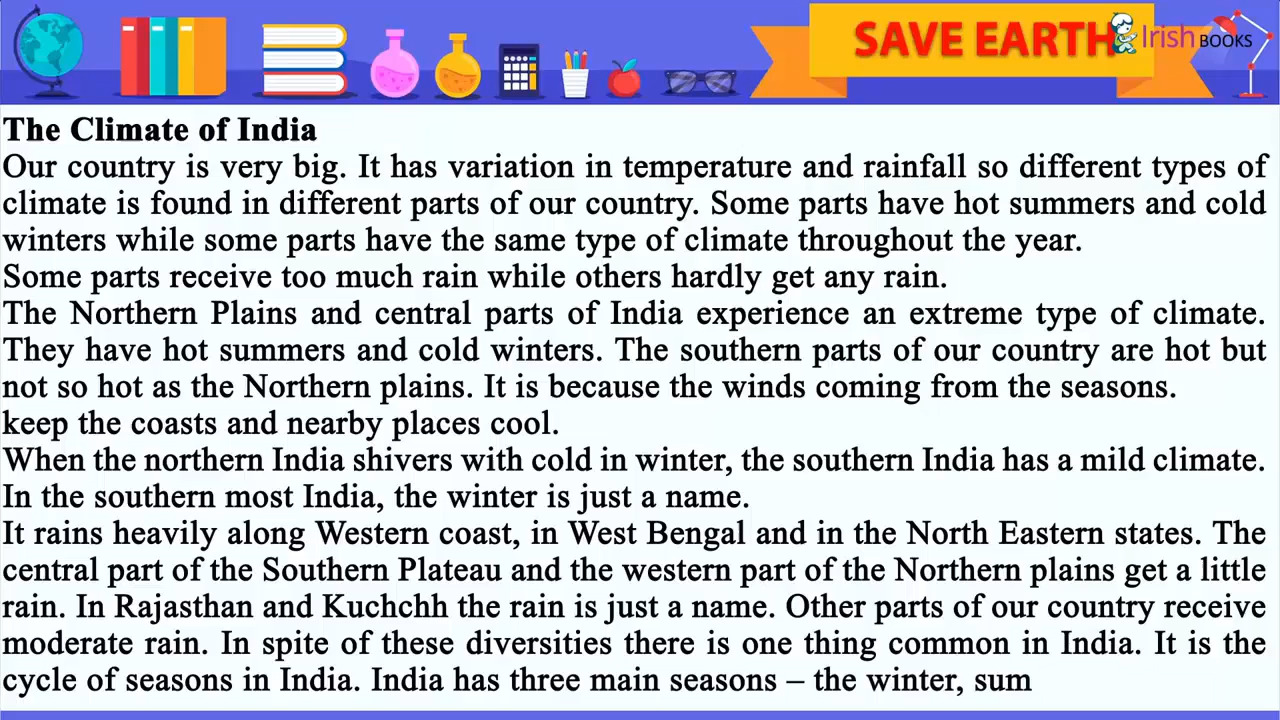 SAVE EARTH
Irish BOOKS
The Climate of India
Our country is very big. It has variation in temperature and rainfall so different types of
climate is found in different parts of our country. Some parts have hot summers and cold
winters while some parts have the same type of climate throughout the year.
Some parts receive too much rain while others hardly get any rain.
The Northern Plains and central parts of India experience an extreme type of climate.
They have hot summers and cold winters. The southern parts of our country are hot but
not so hot as the Northern plains. It is because the winds coming from the seasons.
keep the coasts and nearby places cool.
When the northern India shivers with cold in winter, the southern India has a mild climate.
In the southern most India, the winter is just a name.
It rains heavily along Western coast, in West Bengal and in the North Eastern states. The
central part of the Southern Plateau and the western part of the Northern plains get a little
rain. In Rajasthan and Kuchchh the rain is just a name. Other parts of our country receive
moderate rain. In spite of these diversities there is one thing common in India. It is the
cycle of seasons in India. India has three main seasons – the winter, sum